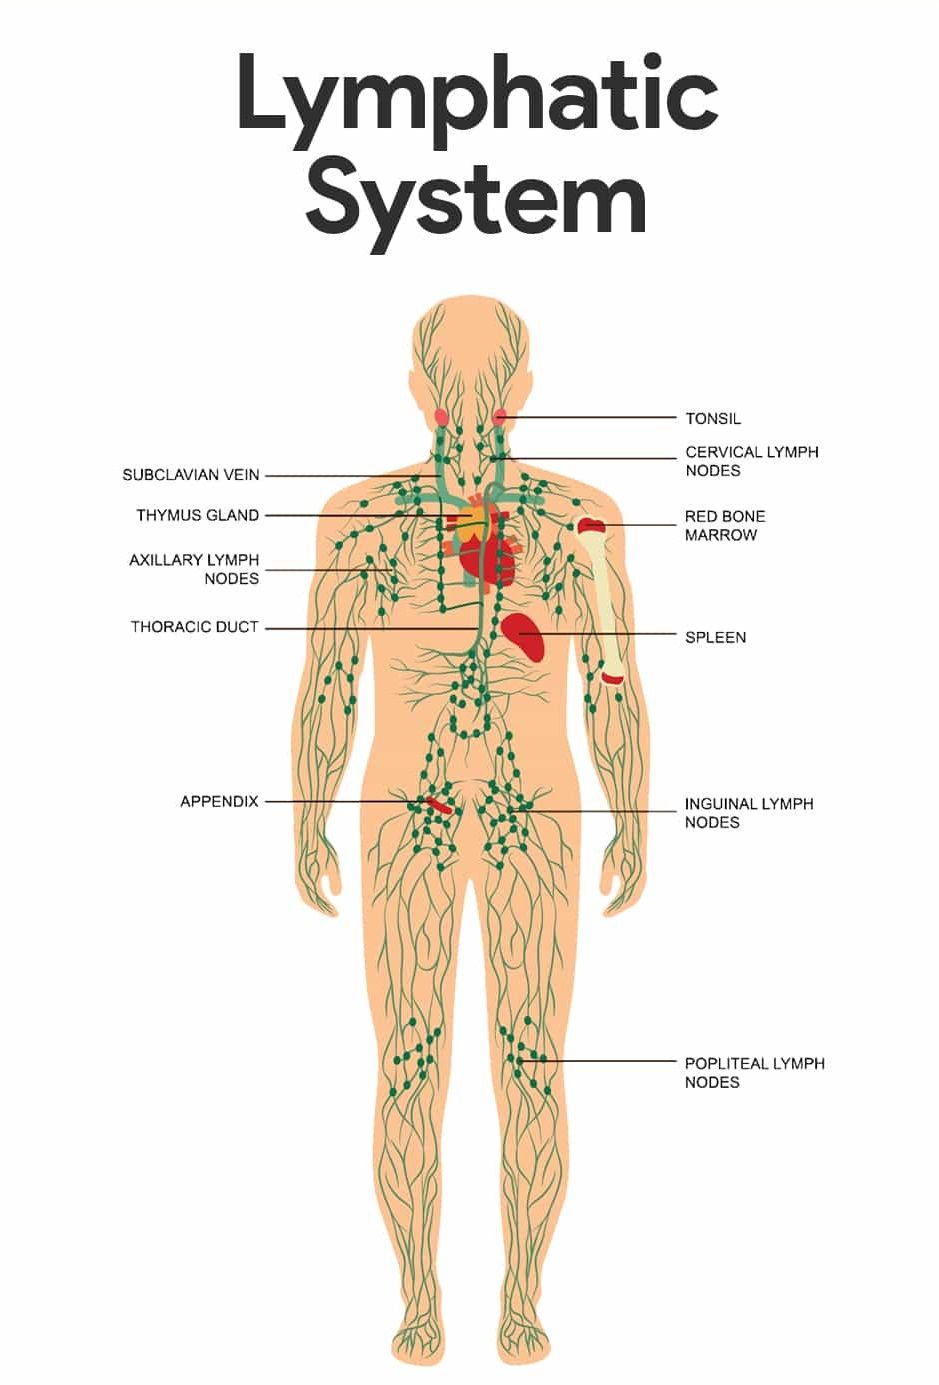 Lymphatic
System
TONSIL
CERVICAL LYMPH
NODES
SUBCLAVIAN VEIN
THYMUS GLAND
RED BONE
MARROW
AXILLARY LYMPH
NODES
THORACIC DUCT
SPLEEN
APPENDIX
INGUINAL LYMPH
NODES
POPLITEAL LYMPH
NODES